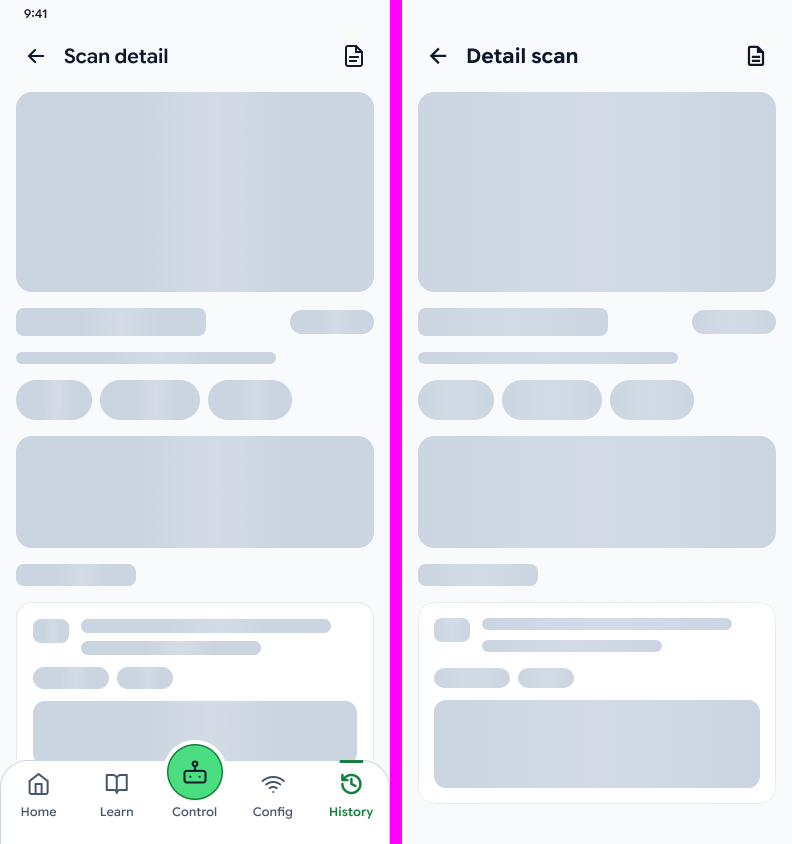 9:41
Scan detail
Home
Learn
Control
Config
History
Detail scan